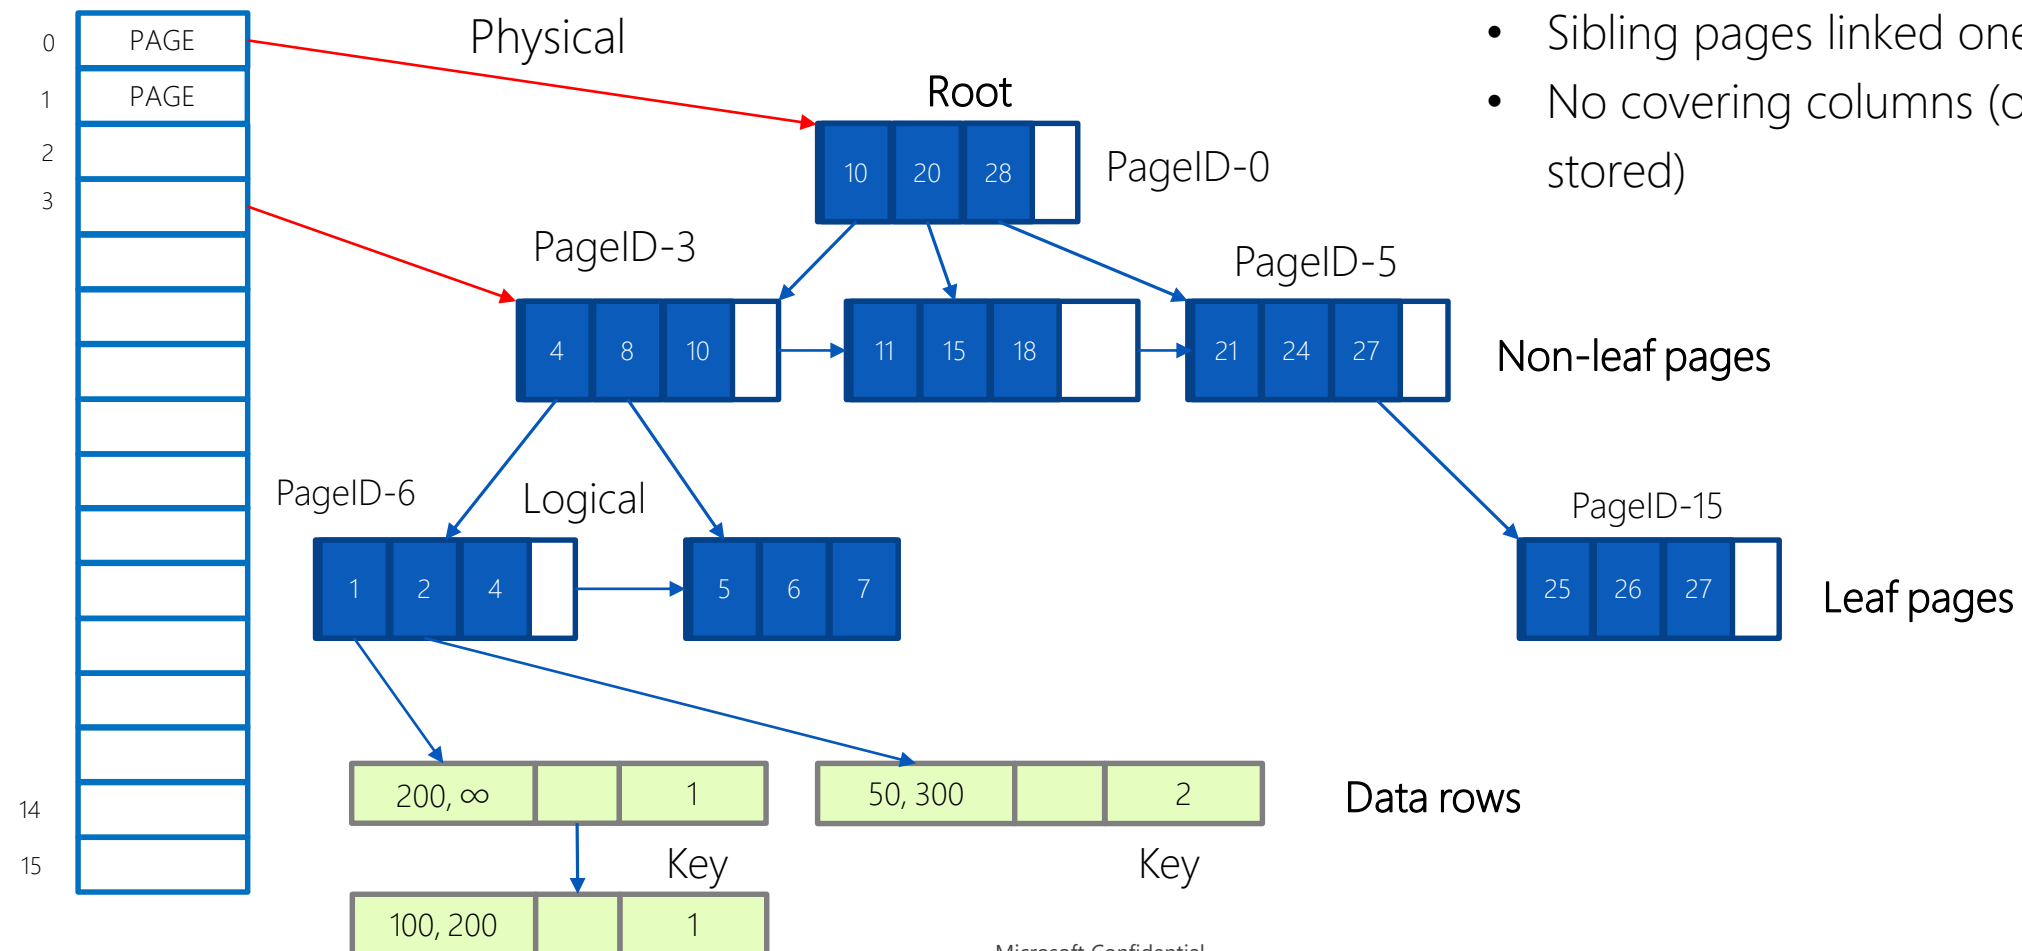 0 PAGE
1 PAGE
2
3
14
15
Physical
Sibling pages linked one
• No covering columns (o
stored)
Root
10 20 28
PageID-0
PageID-3
PageID-5
4 8 10
11 15 18
21 24 27
Non-leaf pages
PageID-6
Logical
PageID-15
1 2 4
5 6 7
25 26 27
Leaf pages
200, ∞ 1
50, 300 2
Data rows
Key
Key
100, 200 1
Microsoft Confidential